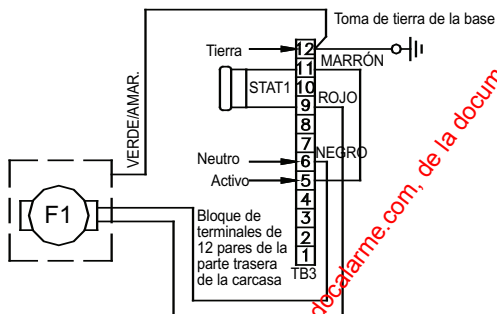 Toma de tierra de la base
Tierra
12
MARRÓN
11
STAT1
10
ROJO
9
8
7
NEGRO
Neutro
6
Activo
5
4
3
2
1
TB3
VERDE/AMAR.
F1
Bloque de
terminales de
12 pares de la
parte trasera
de la carcasa
docalarme.com, de la docum